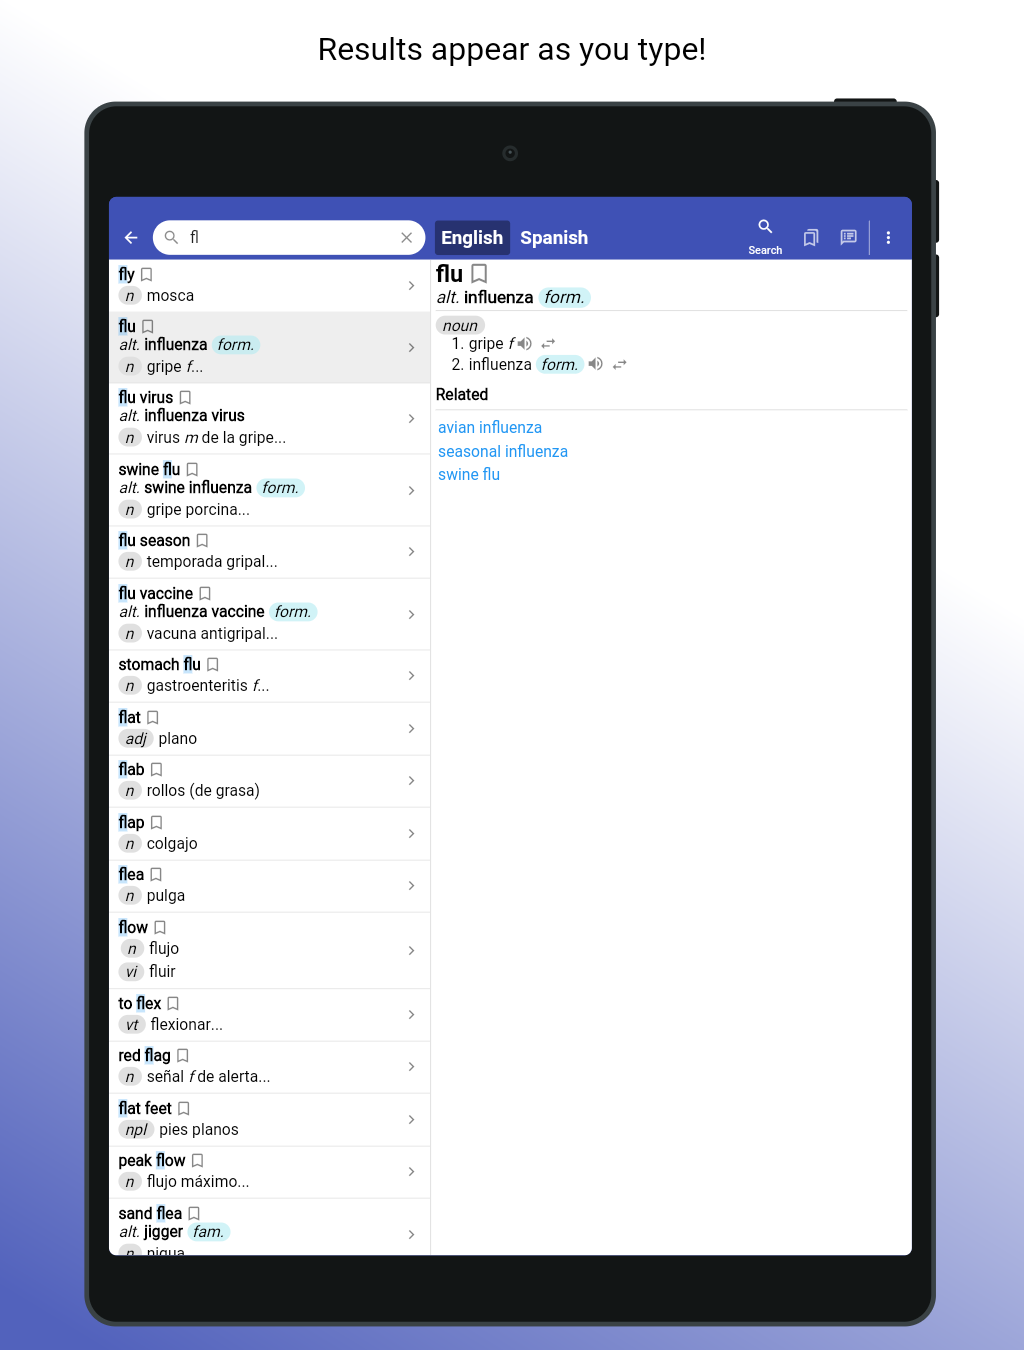 Results appear as you type!
fl
English Spanish
Search
fly
n mosca
flu
alt. influenza form.
n gripe f...
flu virus
alt. influenza virus
n virus m de la gripe...
swine flu
alt. swine influenza form.
n gripe porcina...
flu season
n temporada gripal...
flu vaccine
alt. influenza vaccine form.
n vacuna antigripal...
stomach flu
n gastroenteritis f...
flat
adj plano
flab
n rollos (de grasa)
flap
n colgajo
flea
n pulga
flow
n flujo
vi fluir
to flex
vt flexionar...
red flag
n señal f de alerta...
flat feet
npl pies planos
peak flow
n flujo máximo...
sand flea
alt. jigger fam.
n nigua
flu
alt. influenza form.
noun
1. gripe f
2. influenza form.
Related
avian influenza
seasonal influenza
swine flu